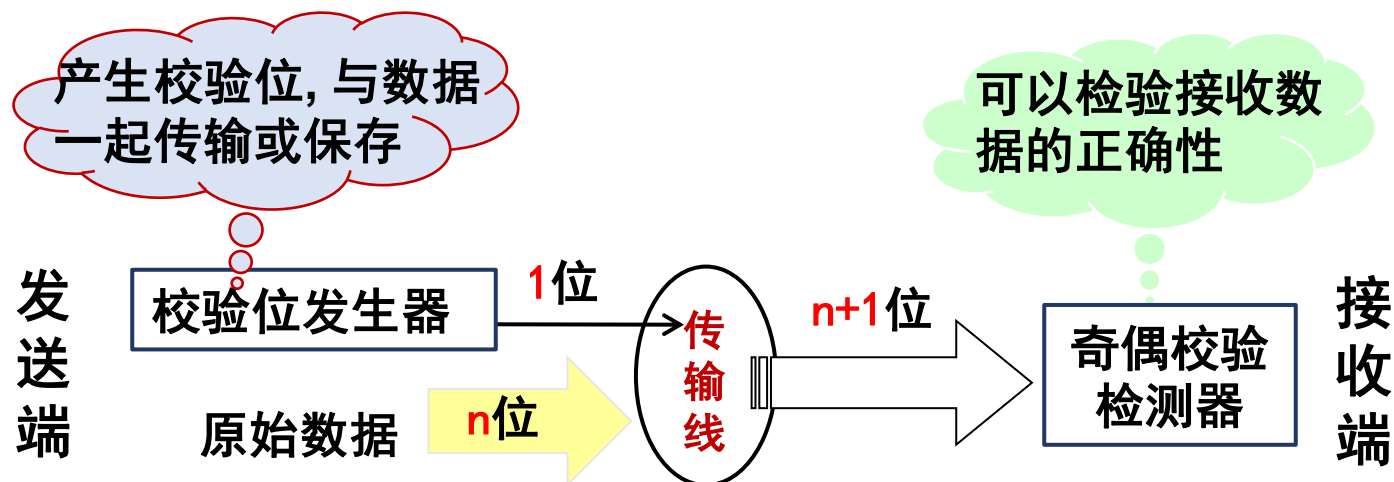 产生校验位, 与数据
一起传输或保存
可以检验接收数
据的正确性
发送端
校验位发生器
1位
原始数据
n位
传输线
n+1位
奇偶校验
检测器
接收端